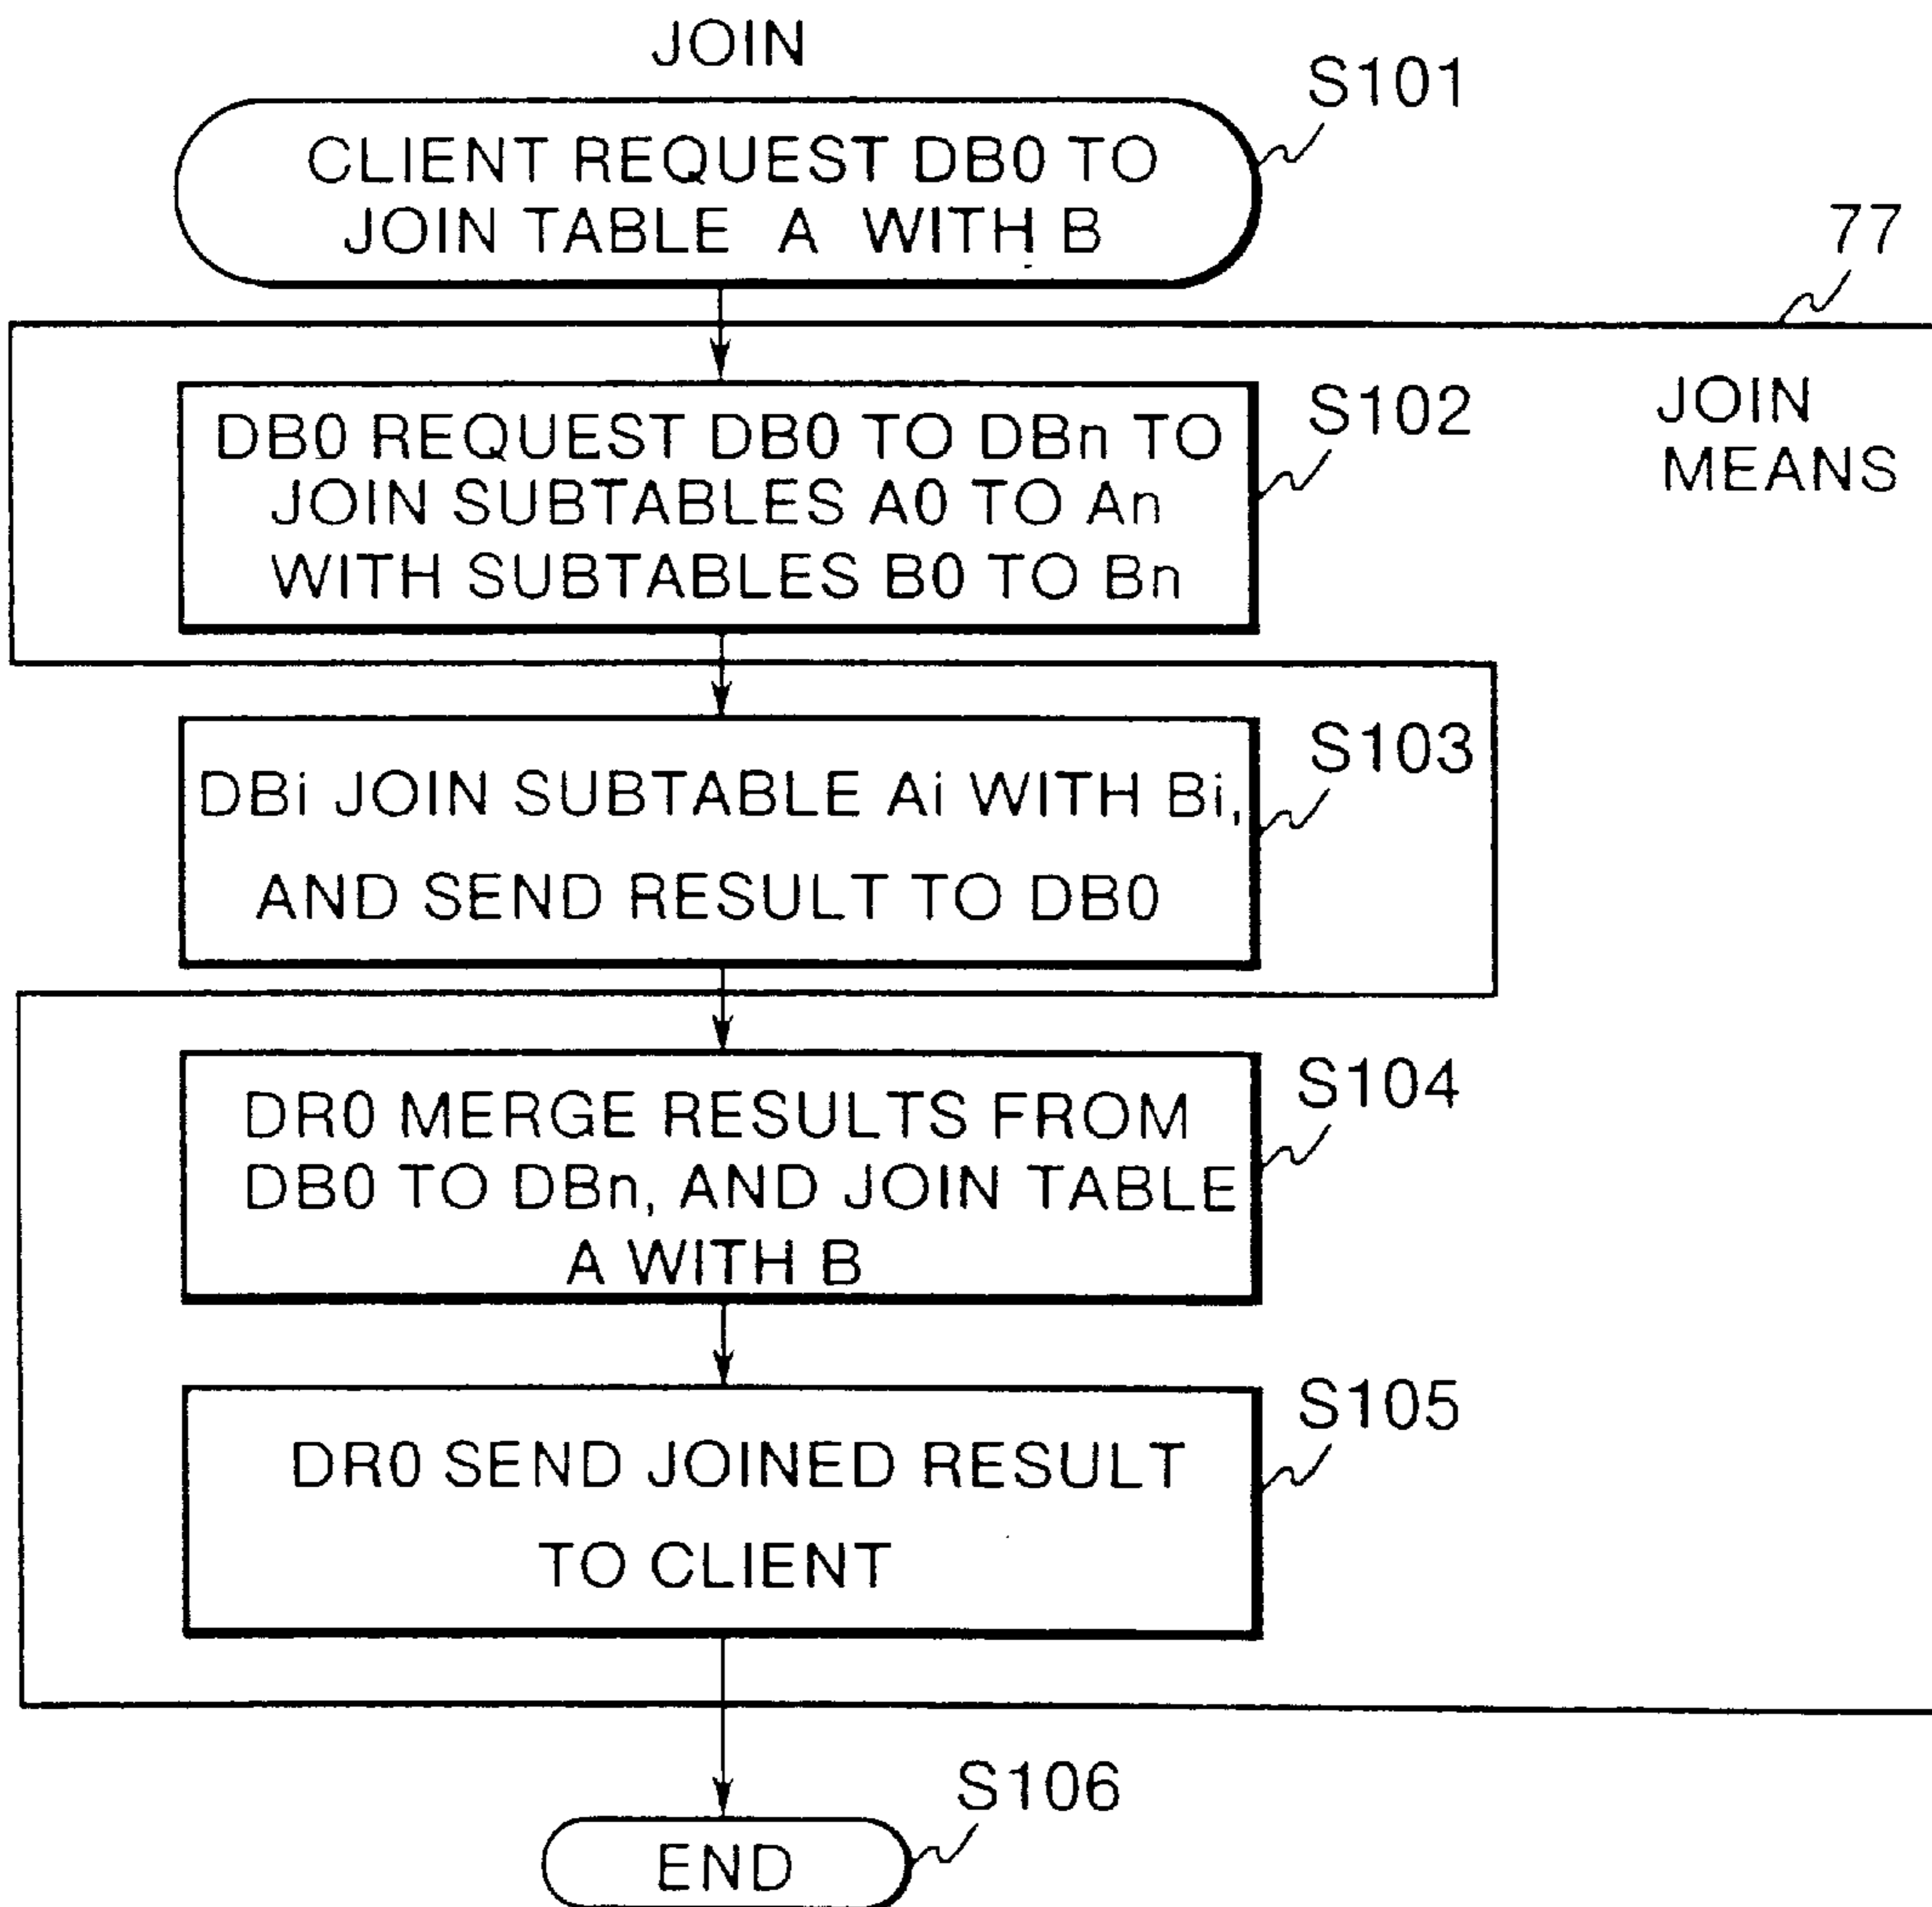 JOIN
S101
CLIENT REQUEST DB0 TO
JOIN TABLE A WITH B
77
JOIN
MEANS
S102
DB0 REQUEST DB0 TO DBn TO
JOIN SUBTABLES A0 TO An
WITH SUBTABLES B0 TO Bn
S103
DBi JOIN SUBTABLE Ai WITH Bi,
AND SEND RESULT TO DB0
S104
DR0 MERGE RESULTS FROM
DB0 TO DBn, AND JOIN TABLE
A WITH B
S105
DR0 SEND JOINED RESULT
TO CLIENT
S106
END